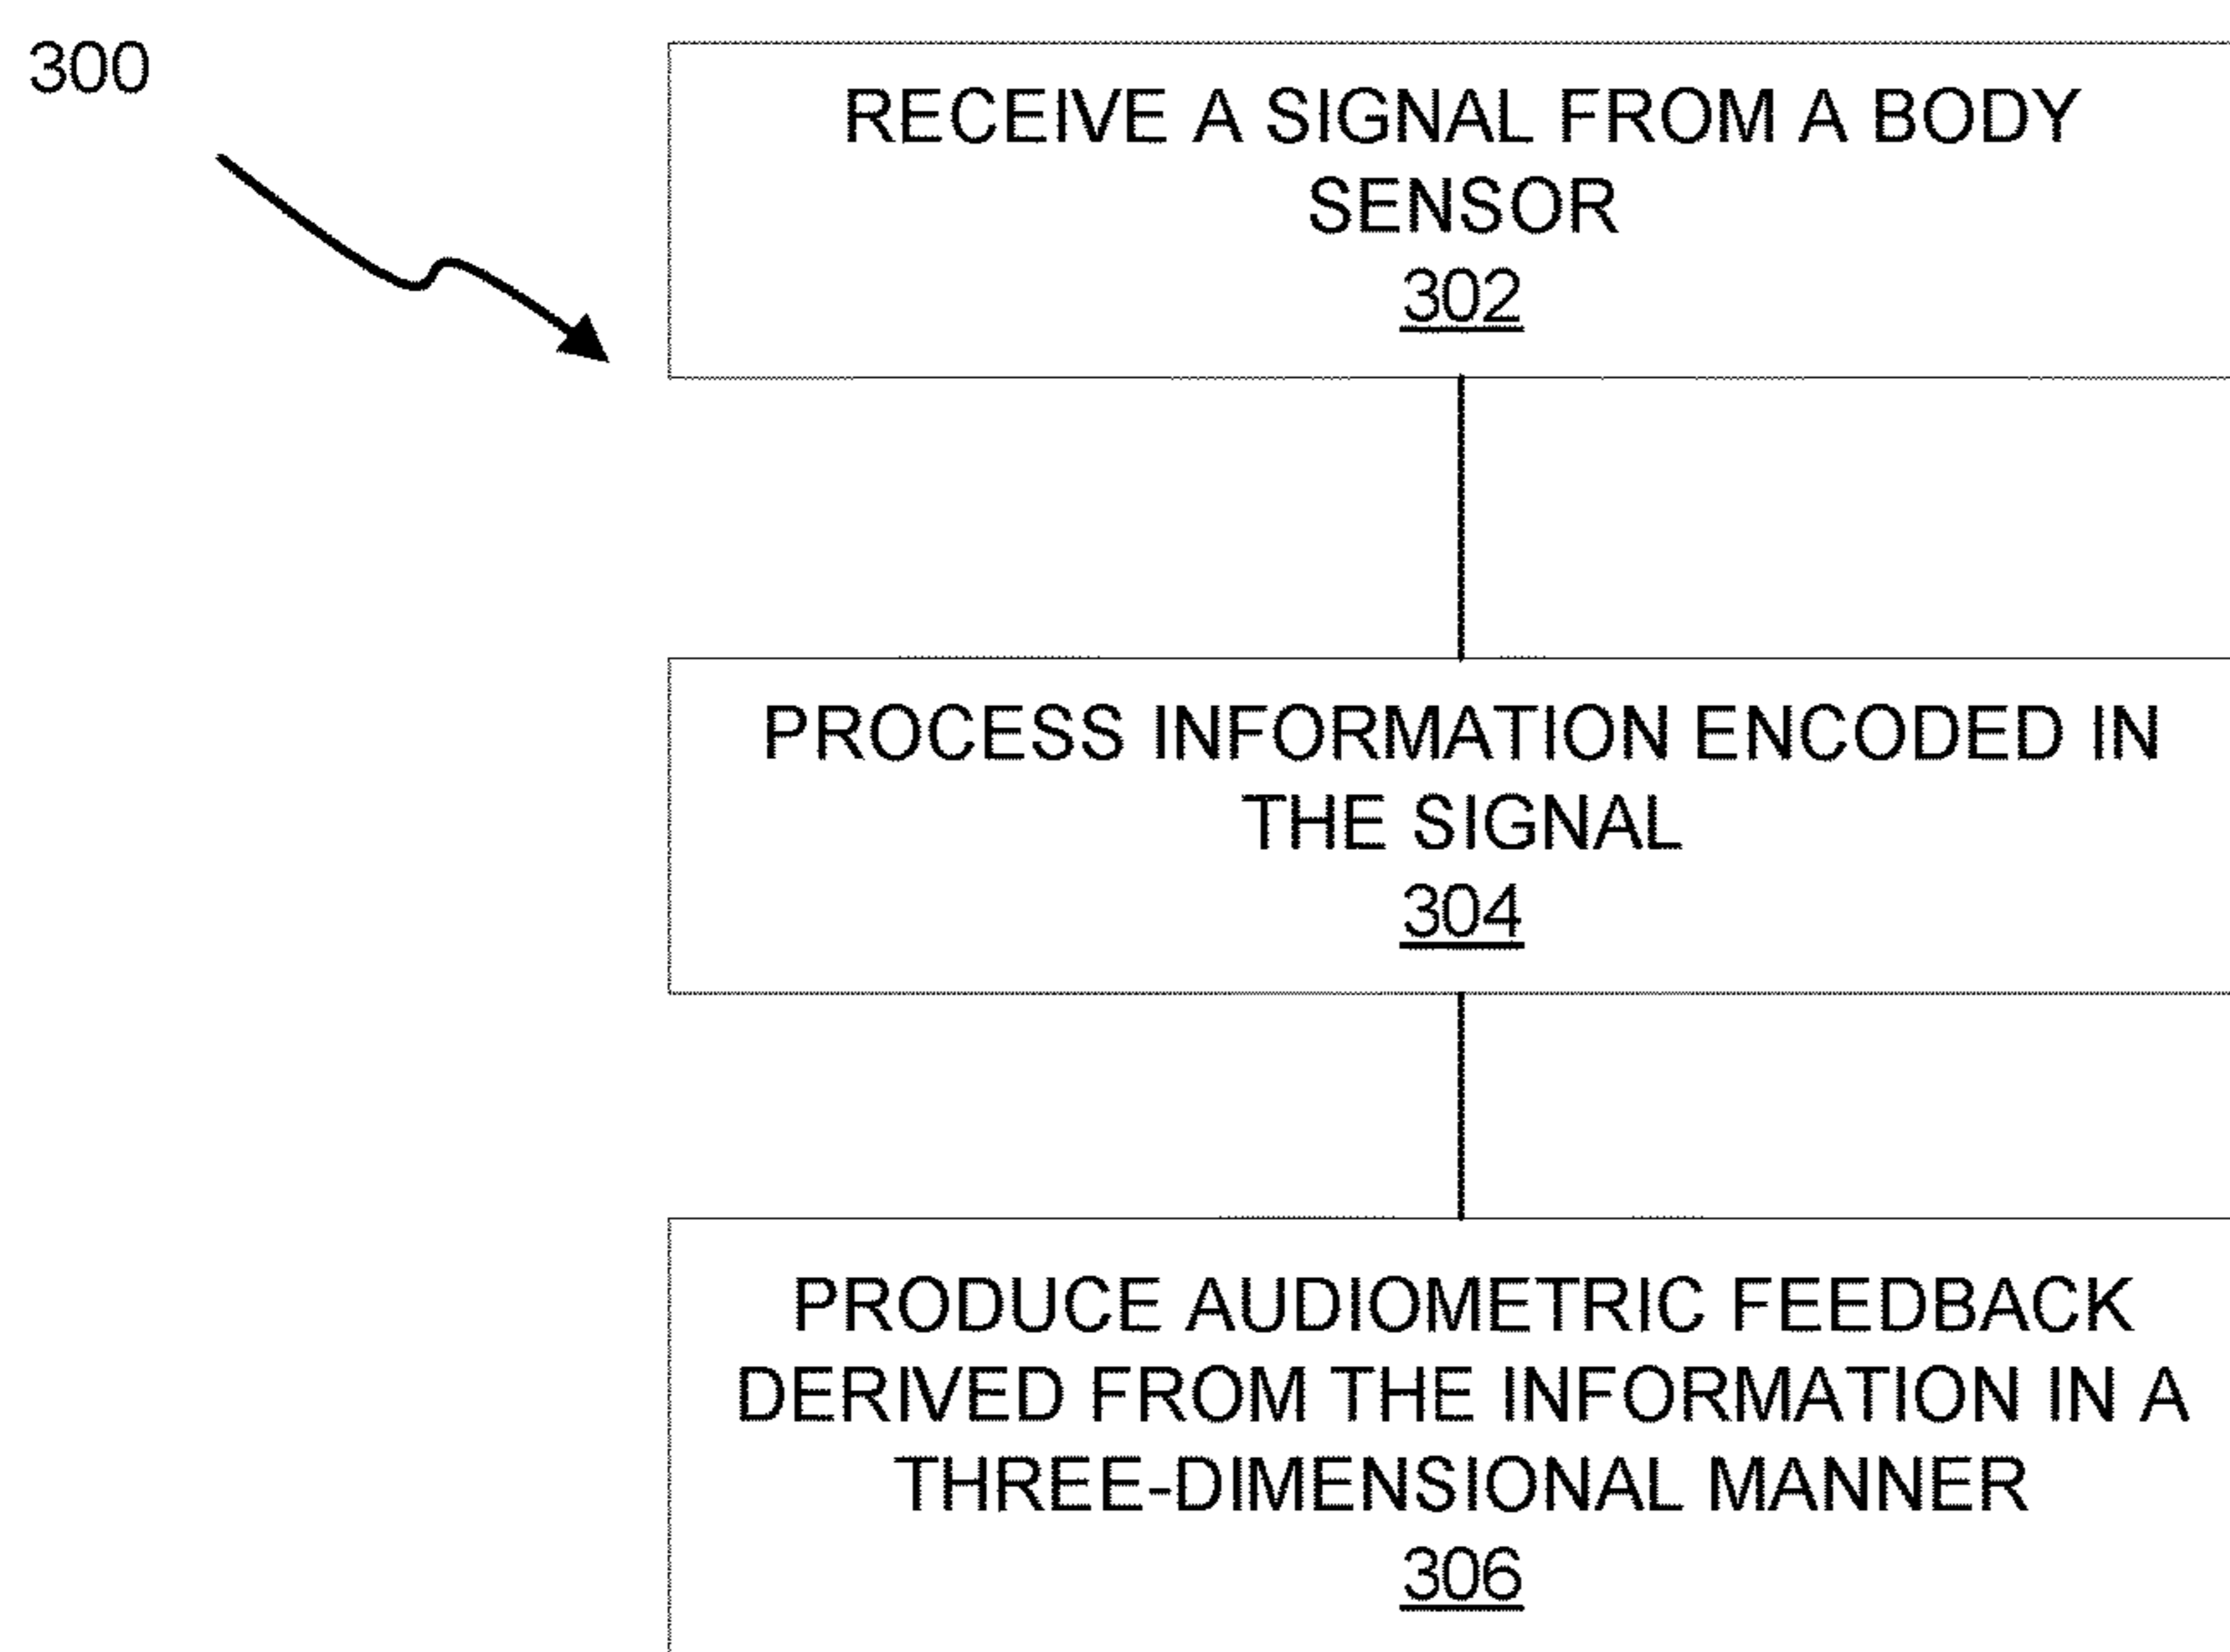 300
RECEIVE A SIGNAL FROM A BODY
SENSOR
302
PROCESS INFORMATION ENCODED IN
THE SIGNAL
304
PRODUCE AUDIOMETRIC FEEDBACK
DERIVED FROM THE INFORMATION IN A
THREE-DIMENSIONAL MANNER
306